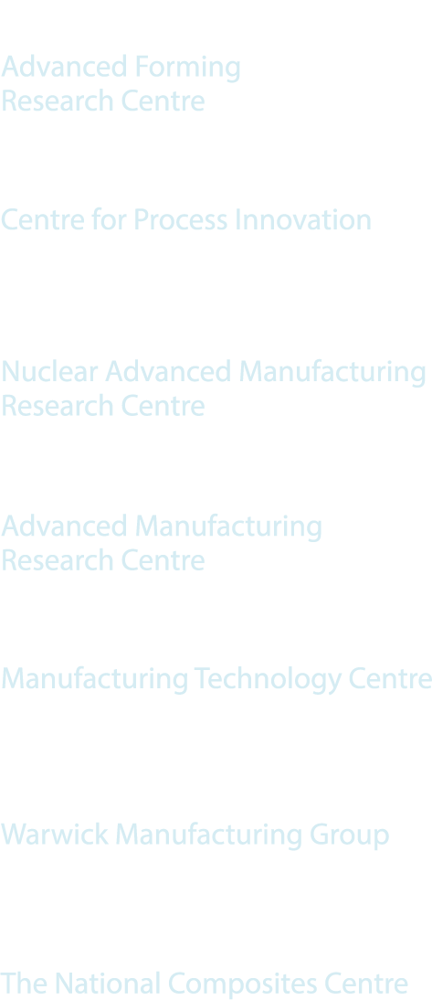 Advanced Forming
Research Centre
Centre for Process Innovation
Nuclear Advanced Manufacturing
Research Centre
Advanced Manufacturing
Research Centre
Manufacturing Technology Centre
Warwick Manufacturing Group
The National Composites Centre